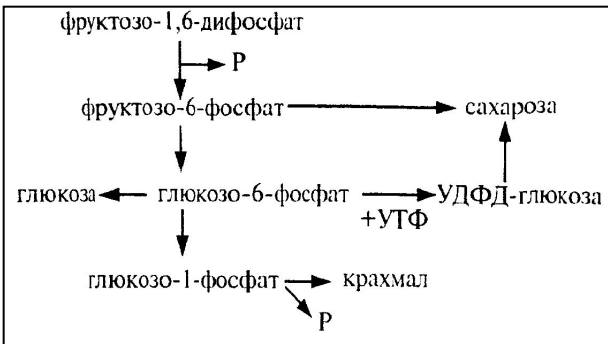 фруктозо-1,6-дифосфат
Р
фруктозо-6-фосфат сахароза
глюкоза глюкозо-6-фосфат УДФД-глюкоза
+УТФ
глюкозо-1-фосфат крахмал
Р